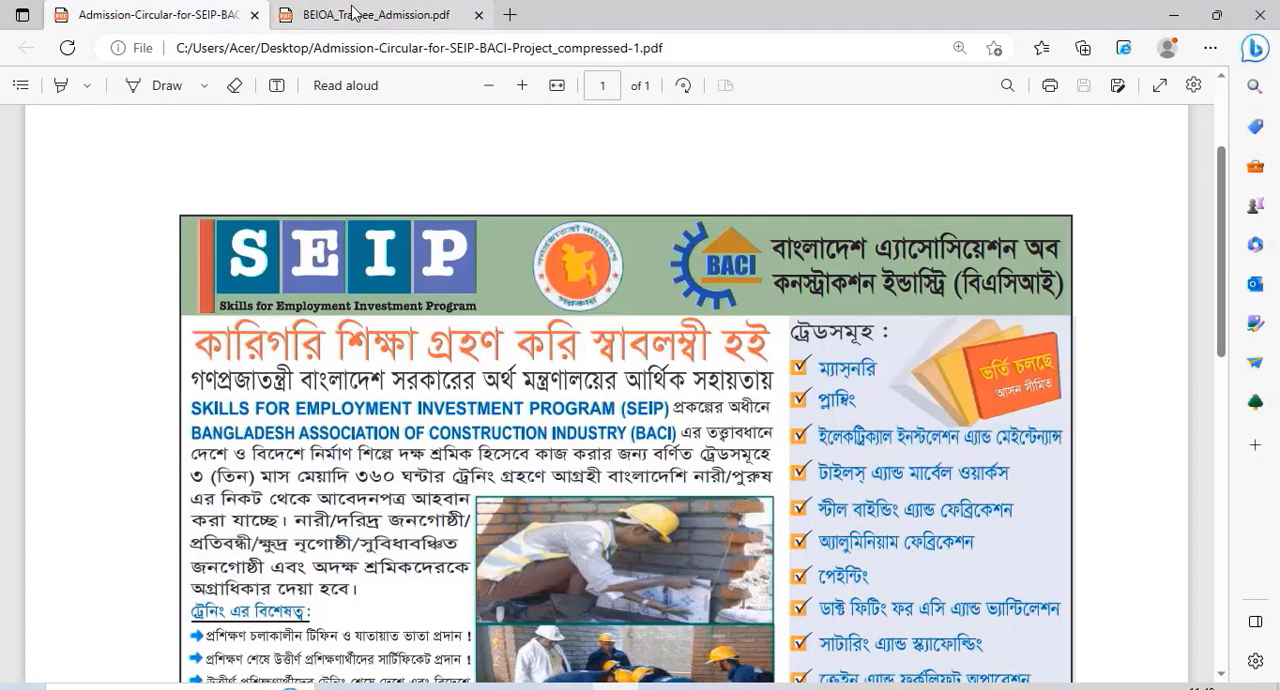 Admission-Circular-for-SEIP-BAC
BEIOA_Trainee_Admission.pdf
File
C:/Users/Acer/Desktop/Admission-Circular-for-SEIP-BACI-Project_compressed-1.pdf
Draw
Read aloud
1
of 1
SEIP
Skills for Employment Investment Program
BACI
বাংলাদেশ এ্যাসোসিয়েশন অব
কনস্ট্রাকশন ইন্ডাস্ট্রি (বিএসিআই)
কারিগরি শিক্ষা গ্রহণ করি স্বাবলম্বী হই
গণপ্রজাতন্ত্রী বাংলাদেশ সরকারের অর্থ মন্ত্রণালয়ের আর্থিক সহায়তায়
SKILLS FOR EMPLOYMENT INVESTMENT PROGRAM (SEIP) প্রকল্পের অধীনে
BANGLADESH ASSOCIATION OF CONSTRUCTION INDUSTRY (BACI) এর তত্ত্বাবধানে
দেশে ও বিদেশে নির্মাণ শিল্পে দক্ষ শ্রমিক হিসেবে কাজ করার জন্য বর্ণিত ট্রেডসমূহে
৩ (তিন) মাস মেয়াদি ৩৬০ ঘন্টার ট্রেনিং গ্রহণে আগ্রহী বাংলাদেশি নারী/পুরুষ
এর নিকট থেকে আবেদনপত্র আহবান
করা যাচ্ছে। নারী/দরিদ্র জনগোষ্ঠী/
প্রতিবন্ধী/ক্ষুদ্র নৃগোষ্ঠী/সুবিধাবঞ্চিত
জনগোষ্ঠী এবং অদক্ষ শ্রমিকদেরকে
অগ্রাধিকার দেয়া হবে।
ট্রেনিং এর বিশেষত্ব:
প্রশিক্ষণ চলাকালীন টিফিন ও যাতায়াত ভাতা প্রদান !
প্রশিক্ষণ শেষে উত্তীর্ণ প্রশিক্ষণার্থীদের সার্টিফিকেট প্রদান !
ট্রেডসমূহ :
ভর্তি চলছে
আসন সীমিত
ম্যাসনরি
প্লাম্বিং
ইলেকট্রিক্যাল ইনস্টলেশন এ্যান্ড মেইন্টেন্যান্স
টাইলস্ এ্যান্ড মার্বেল ওয়ার্কস
স্টীল বাইন্ডিং এ্যান্ড ফেব্রিকেশন
অ্যালুমিনিয়াম ফেব্রিকেশন
পেইন্টিং
ডাক্ট ফিটিং ফর এসি এ্যান্ড ভ্যান্টিলেশন
সাটারিং এ্যান্ড স্ক্যাফোল্ডিং
ক্রেইন এ্যান্ড ফর্কলিফট অপারেশন